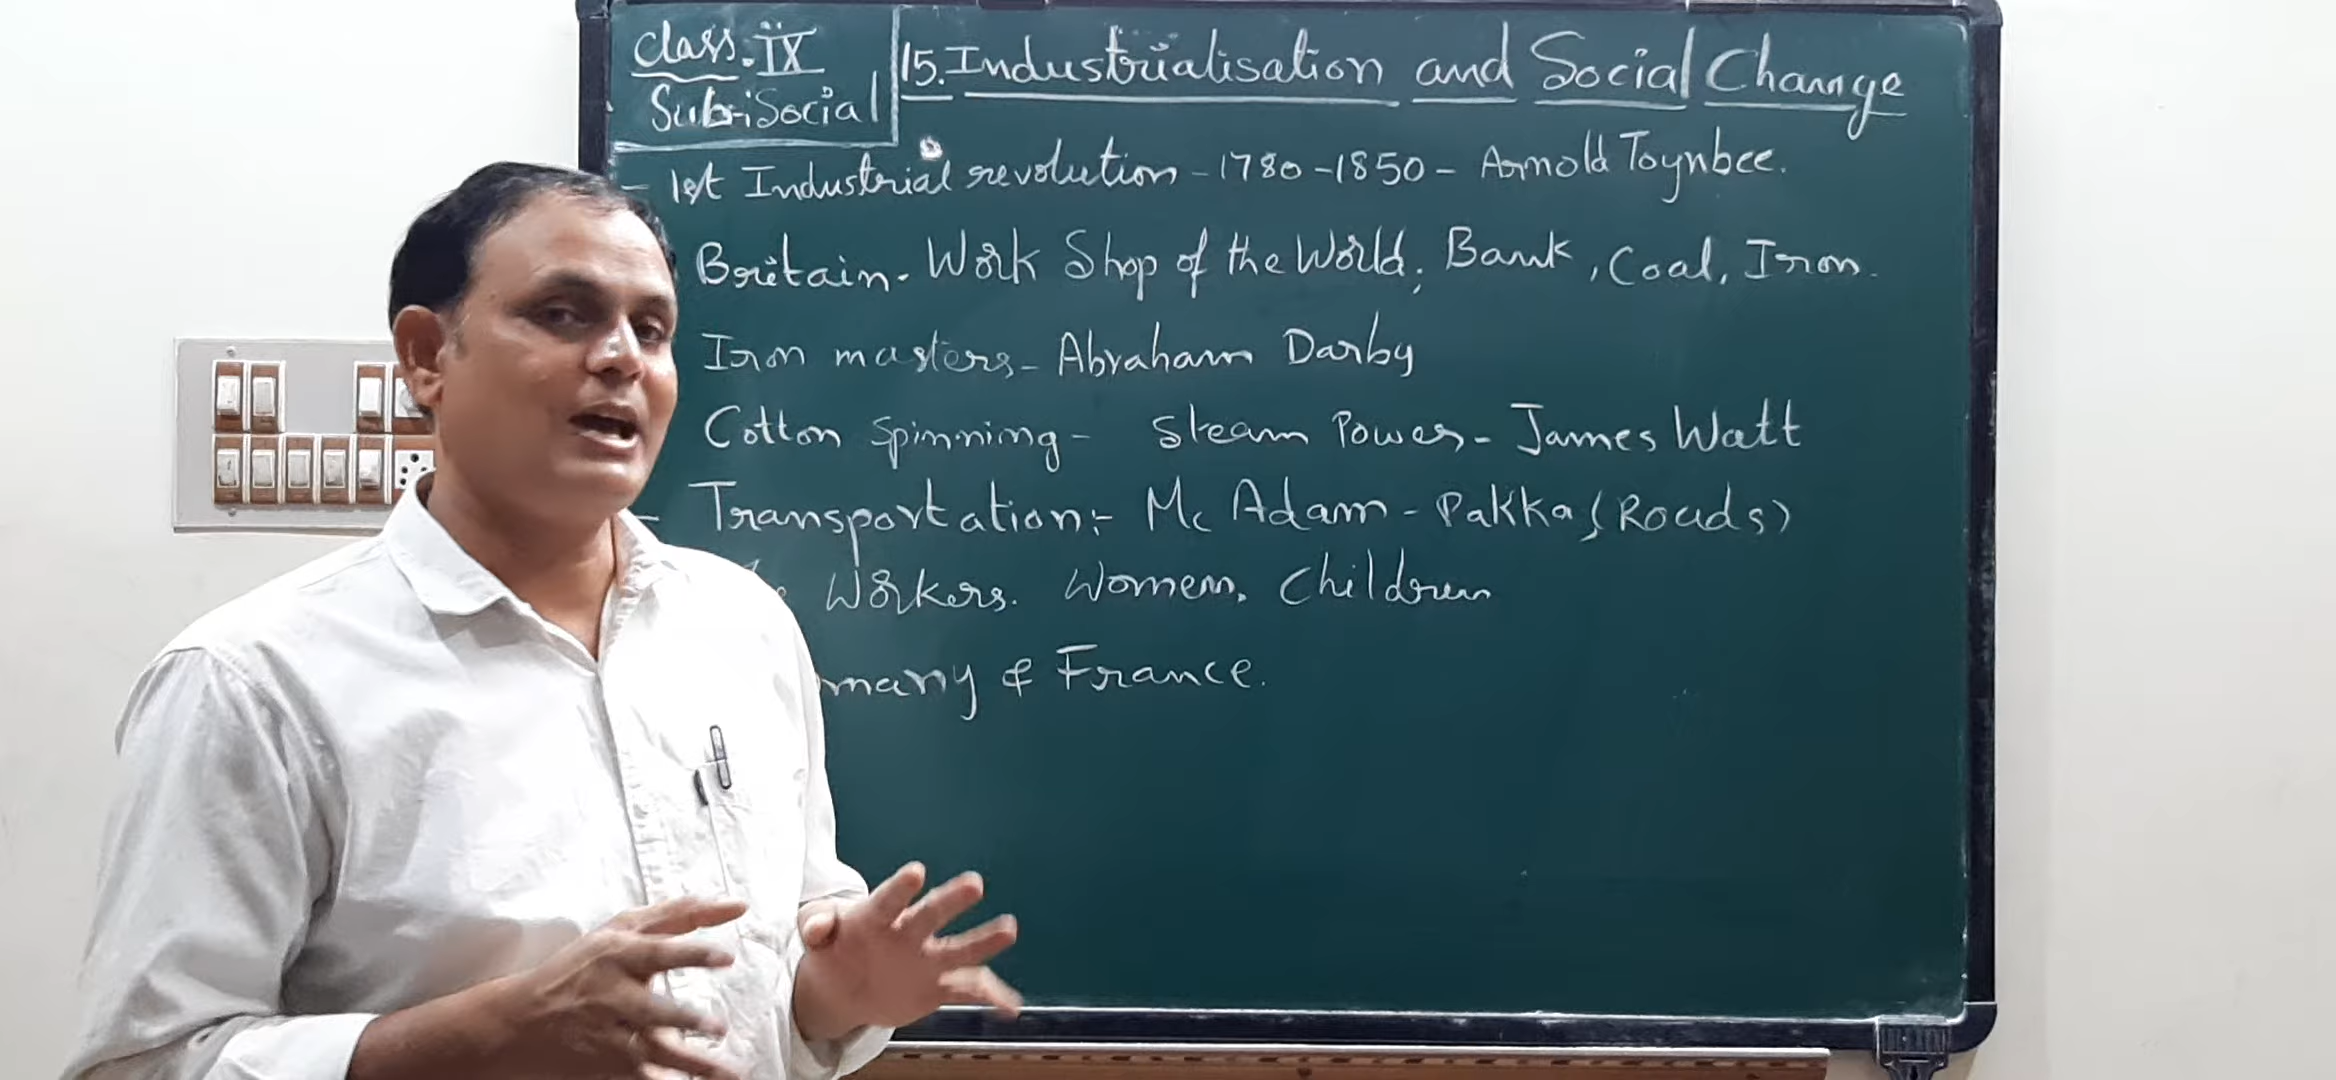 Class. IX
Sub:- Social
15. Industrialisation and Social Change
- 1st Industrial revolution - 1780 - 1850 - Arnold Toynbee.
Britain. Work Shop of the World; Bank, Coal, Iron.
Iron masters - Abraham Darby
Cotton Spinning - Steam Power - James Watt
- Transportation:- Mc Adam - Pakka (Roads)
Workers. Women. Children
many & France.